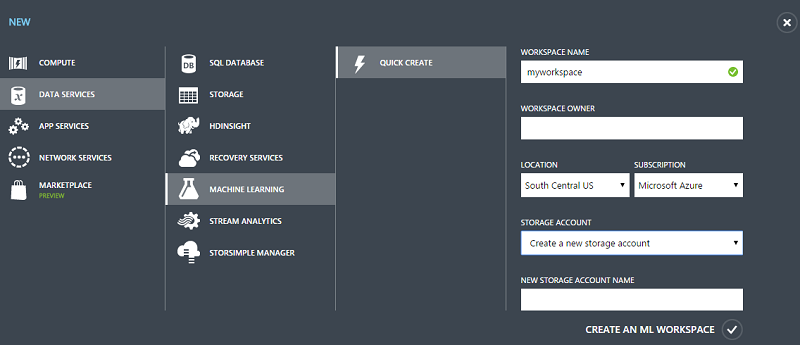 NEW
COMPUTE
DATA SERVICES
APP SERVICES
NETWORK SERVICES
MARKETPLACE
PREVIEW
DB
SQL DATABASE
STORAGE
HDINSIGHT
RECOVERY SERVICES
MACHINE LEARNING
STREAM ANALYTICS
STORSIMPLE MANAGER
QUICK CREATE
WORKSPACE NAME
myworkspace
WORKSPACE OWNER
LOCATION
South Central US
SUBSCRIPTION
Microsoft Azure
STORAGE ACCOUNT
Create a new storage account
NEW STORAGE ACCOUNT NAME
CREATE AN ML WORKSPACE